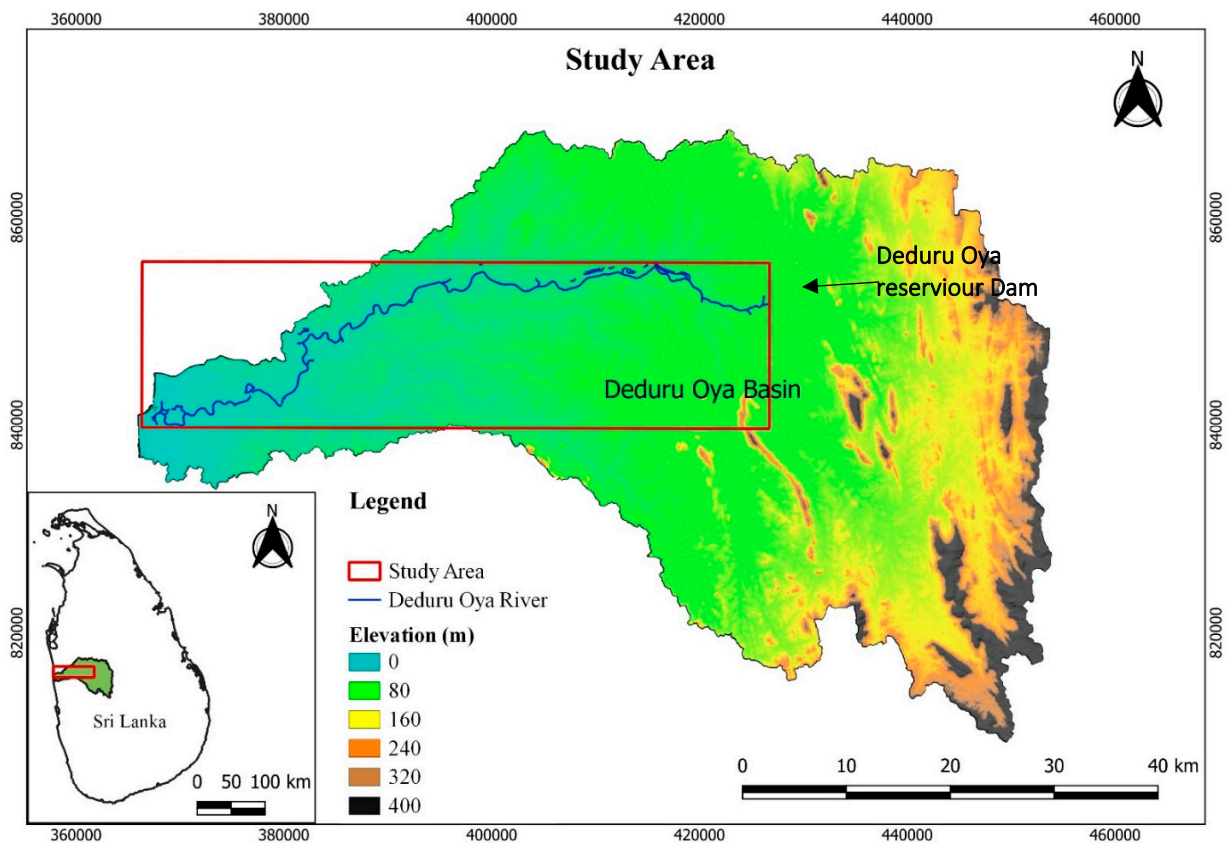 360000 380000 400000 420000 440000 460000
Study Area
N
860000
860000
Deduru Oya
reserviour Dam
Deduru Oya Basin
840000
840000
N
Legend
Study Area
Deduru Oya River
Elevation (m)
0
80
160
240
320
400
820000
820000
Sri Lanka
0 50 100 km
0 10 20 30 40 km
360000 380000 400000 420000 440000 460000